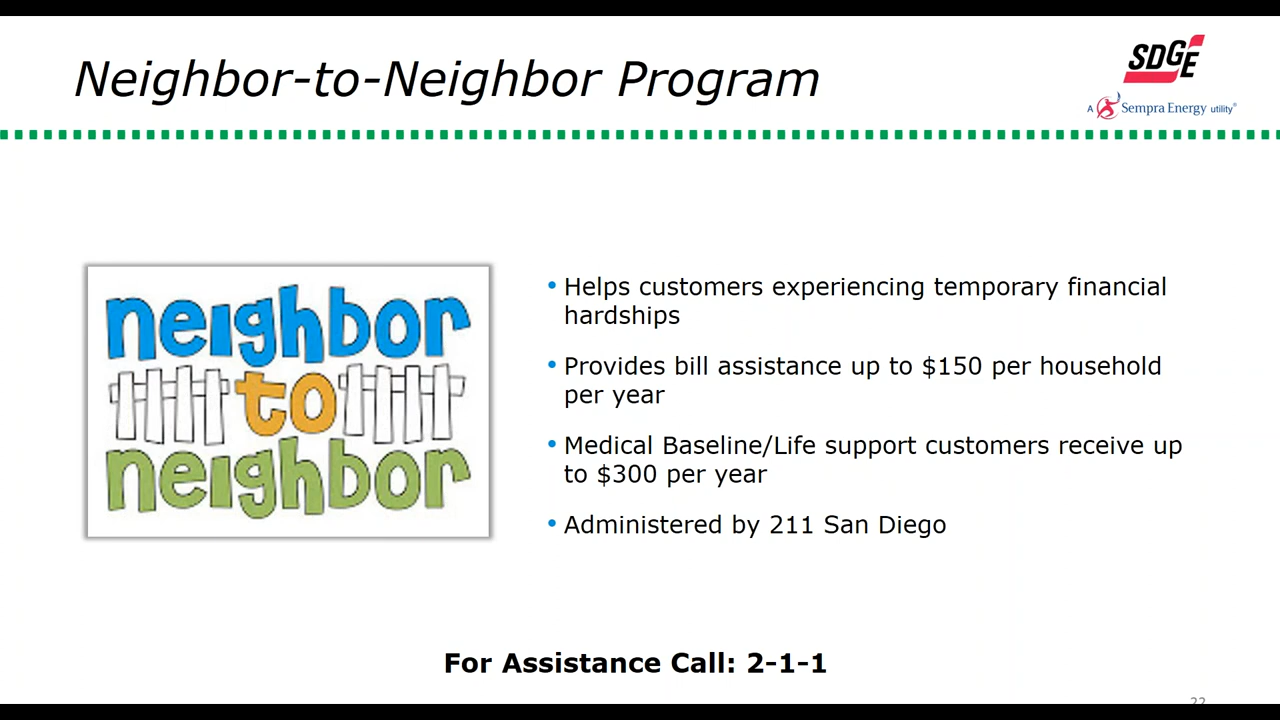 Neighbor-to-Neighbor Program
SDGE
A Sempra Energy utility®
neighbor
to
neighbor
• Helps customers experiencing temporary financial
hardships
• Provides bill assistance up to $150 per household
per year
• Medical Baseline/Life support customers receive up
to $300 per year
• Administered by 211 San Diego
For Assistance Call: 2-1-1
22